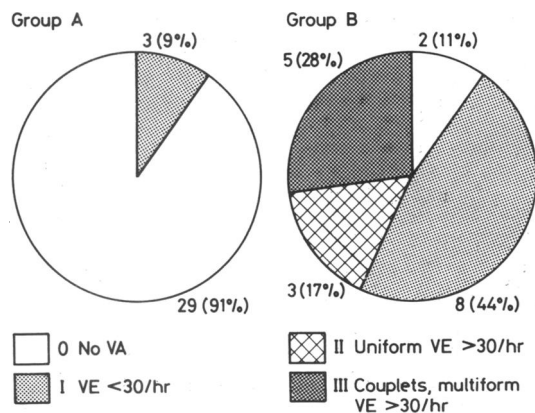 Group A
Group B
3 (9%)
2 (11%)
5 (28%)
29 (91%)
3 (17%)
8 (44%)
0 No VA
I VE <30/hr
II Uniform VE >30/hr
III Couplets, multiform
VE >30/hr